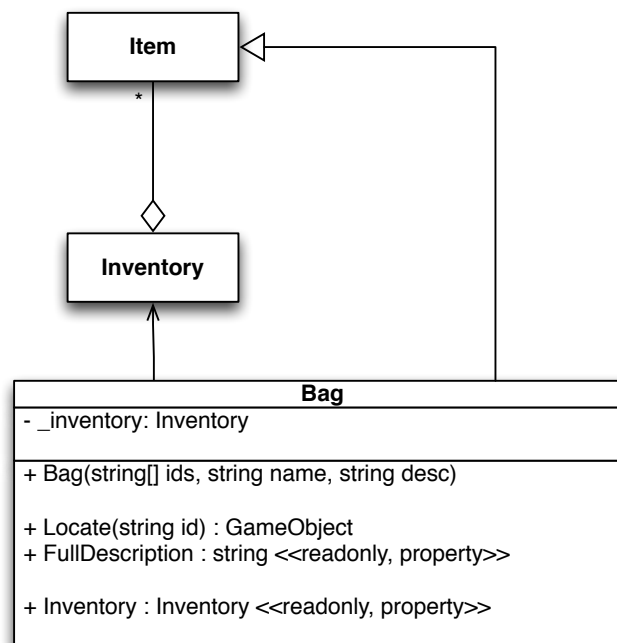 Item
*
Inventory
Bag
- _inventory: Inventory
+ Bag(string[] ids, string name, string desc)
+ Locate(string id) : GameObject
+ FullDescription : string <<readonly, property>>
+ Inventory : Inventory <<readonly, property>>